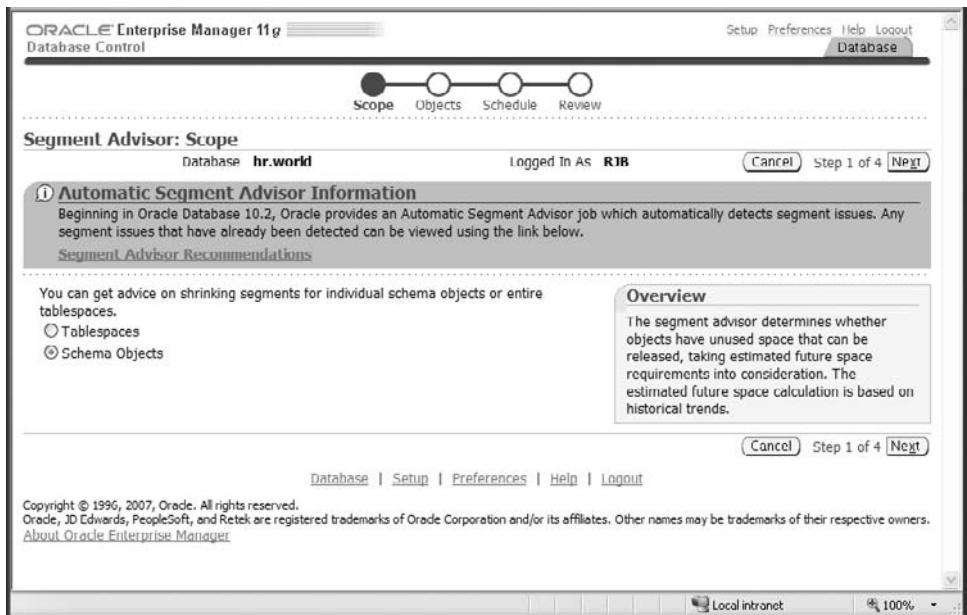 ORACLE Enterprise Manager 11g
Database Control
Setup Preferences Help Logout
Database
Scope Objects Schedule Review
Segment Advisor: Scope
Database hr.world
Logged In As RJB
Cancel Step 1 of 4 Next
Automatic Segment Advisor Information
Beginning in Oracle Database 10.2, Oracle provides an Automatic Segment Advisor job which automatically detects segment issues. Any
segment issues that have already been detected can be viewed using the link below.
Segment Advisor Recommendations
You can get advice on shrinking segments for individual schema objects or entire
tablespaces.
Tablespaces
Schema Objects
Overview
The segment advisor determines whether
objects have unused space that can be
released, taking estimated future space
requirements into consideration. The
estimated future space calculation is based on
historical trends.
Cancel Step 1 of 4 Next
Database | Setup | Preferences | Help | Logout
Copyright © 1996, 2007, Oracle. All rights reserved.
Oracle, JD Edwards, PeopleSoft, and Retek are registered trademarks of Oracle Corporation and/or its affiliates. Other names may be trademarks of their respective owners.
About Oracle Enterprise Manager
Local intranet
100%